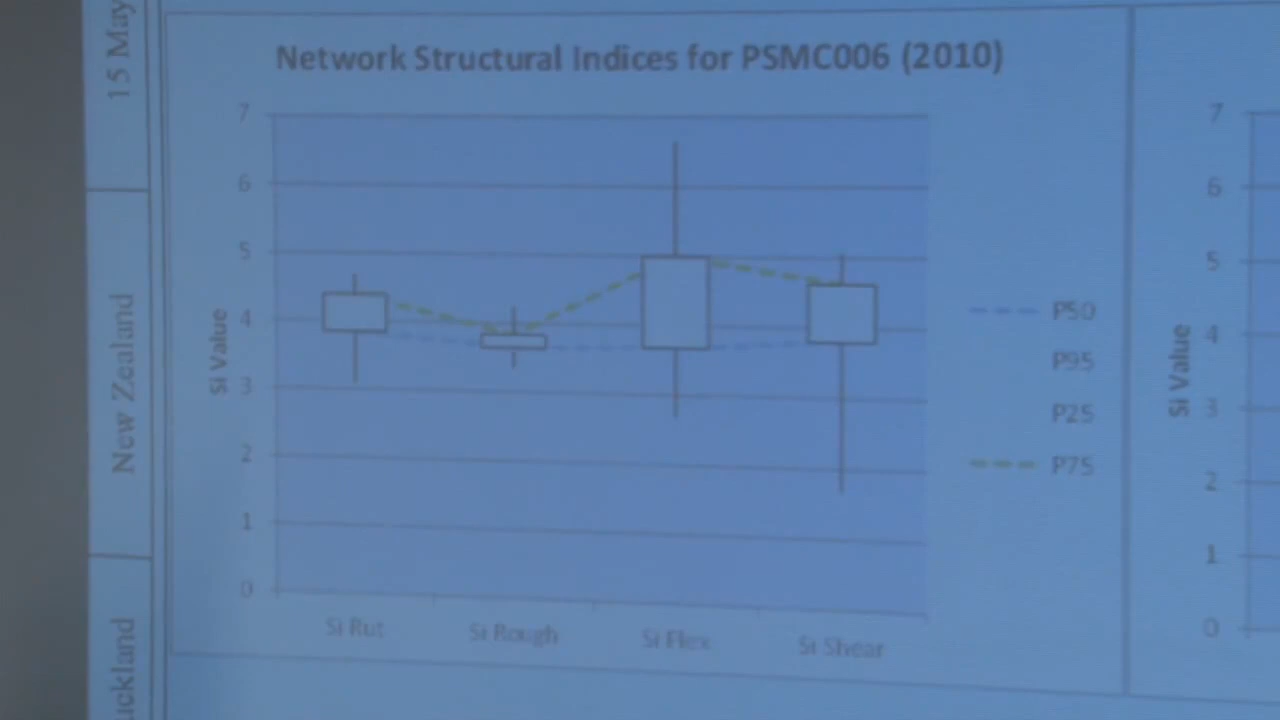 15 May
New Zealand
uckland
Network Structural Indices for PSMC006 (2010)
Si Value
7
6
5
4
3
2
1
0
Si Rut
Si Rough
Si Flex
Si Shear
P50
P95
P25
P75
Si Value
7
6
5
4
3
2
1
0